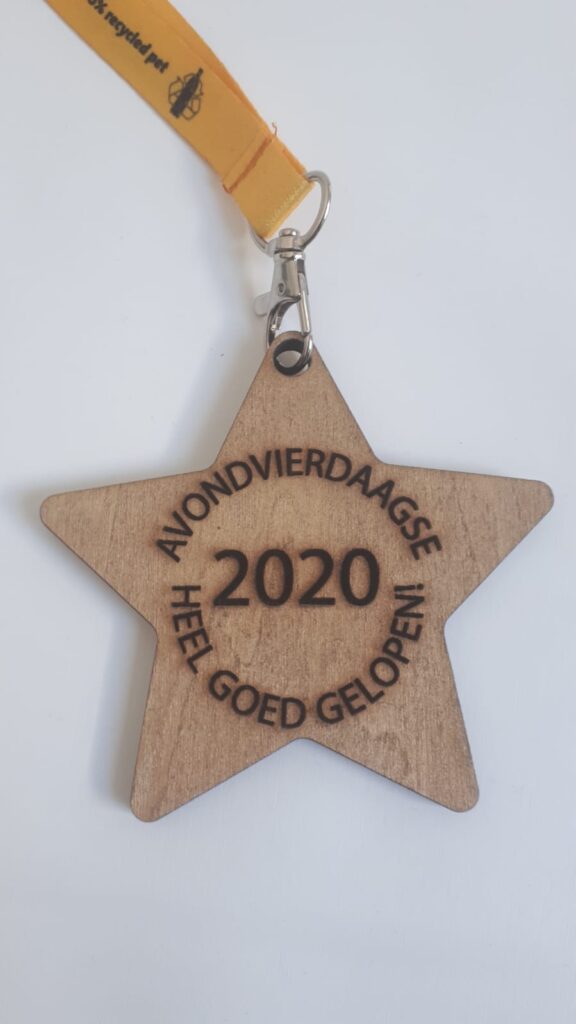 % recycled pet
AVONDVIERDAAGSE
2020
HEEL GOED GELOPEN!